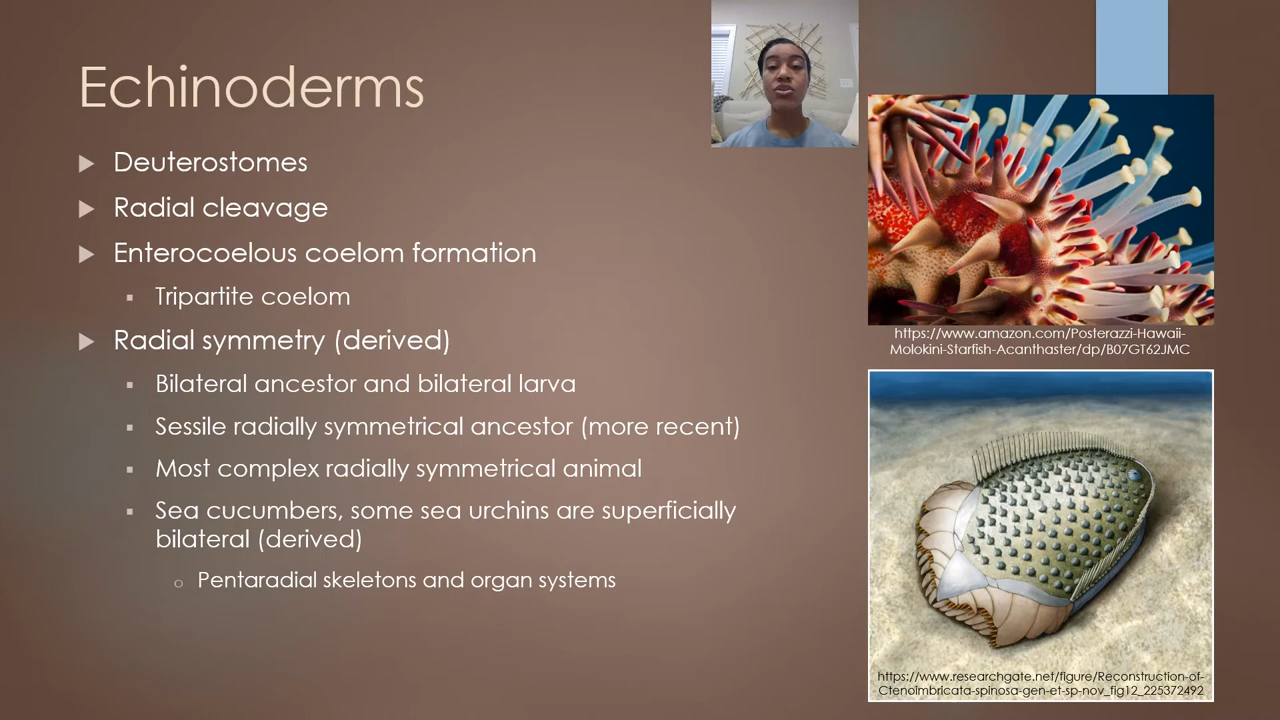 Echinoderms
Deuterostomes
Radial cleavage
Enterocoelous coelom formation
Tripartite coelom
Radial symmetry (derived)
Bilateral ancestor and bilateral larva
Sessile radially symmetrical ancestor (more recent)
Most complex radially symmetrical animal
Sea cucumbers, some sea urchins are superficially
bilateral (derived)
Pentaradial skeletons and organ systems
https://www.amazon.com/Posterazzi-Hawaii-
Molokini-Starfish-Acanthaster/dp/B07GT62JMC
https://www.researchgate.net/figure/Reconstruction-of-
Ctenoimbricata-spinosa-gen-et-sp-nov_fig12_225372492